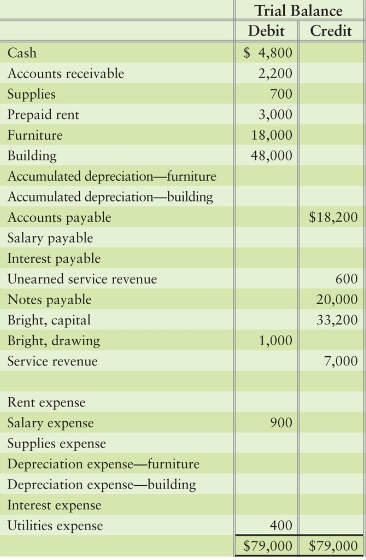 Trial Balance
Debit Credit
Cash $ 4,800
Accounts receivable 2,200
Supplies 700
Prepaid rent 3,000
Furniture 18,000
Building 48,000
Accumulated depreciation—furniture
Accumulated depreciation—building
Accounts payable $18,200
Salary payable
Interest payable
Unearned service revenue 600
Notes payable 20,000
Bright, capital 33,200
Bright, drawing 1,000
Service revenue 7,000
Rent expense
Salary expense 900
Supplies expense
Depreciation expense—furniture
Depreciation expense—building
Interest expense
Utilities expense 400
$79,000 $79,000